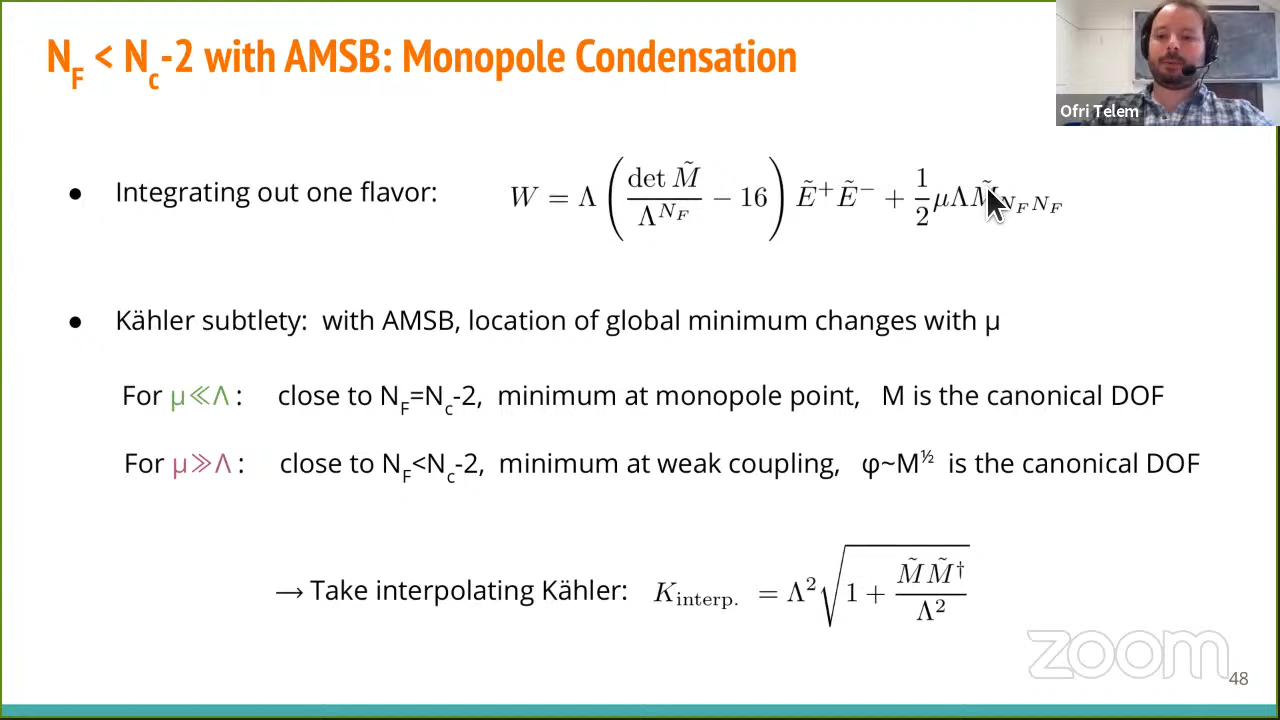 N_F < N_c-2 with AMSB: Monopole Condensation
Ofri Telem
● Integrating out one flavor: W = Λ ( det M̃ / Λ^{N_F} − 16 ) Ẽ⁺Ẽ⁻ + 1/2 μΛM̃_{N_F N_F}
● Kähler subtlety: with AMSB, location of global minimum changes with μ
For μ≪Λ: close to N_F=N_c-2, minimum at monopole point, M is the canonical DOF
For μ≫Λ: close to N_F<N_c-2, minimum at weak coupling, φ~M^½ is the canonical DOF
→ Take interpolating Kähler: K_interp. = Λ² √(1 + M̃M̃† / Λ²)
zoom
48